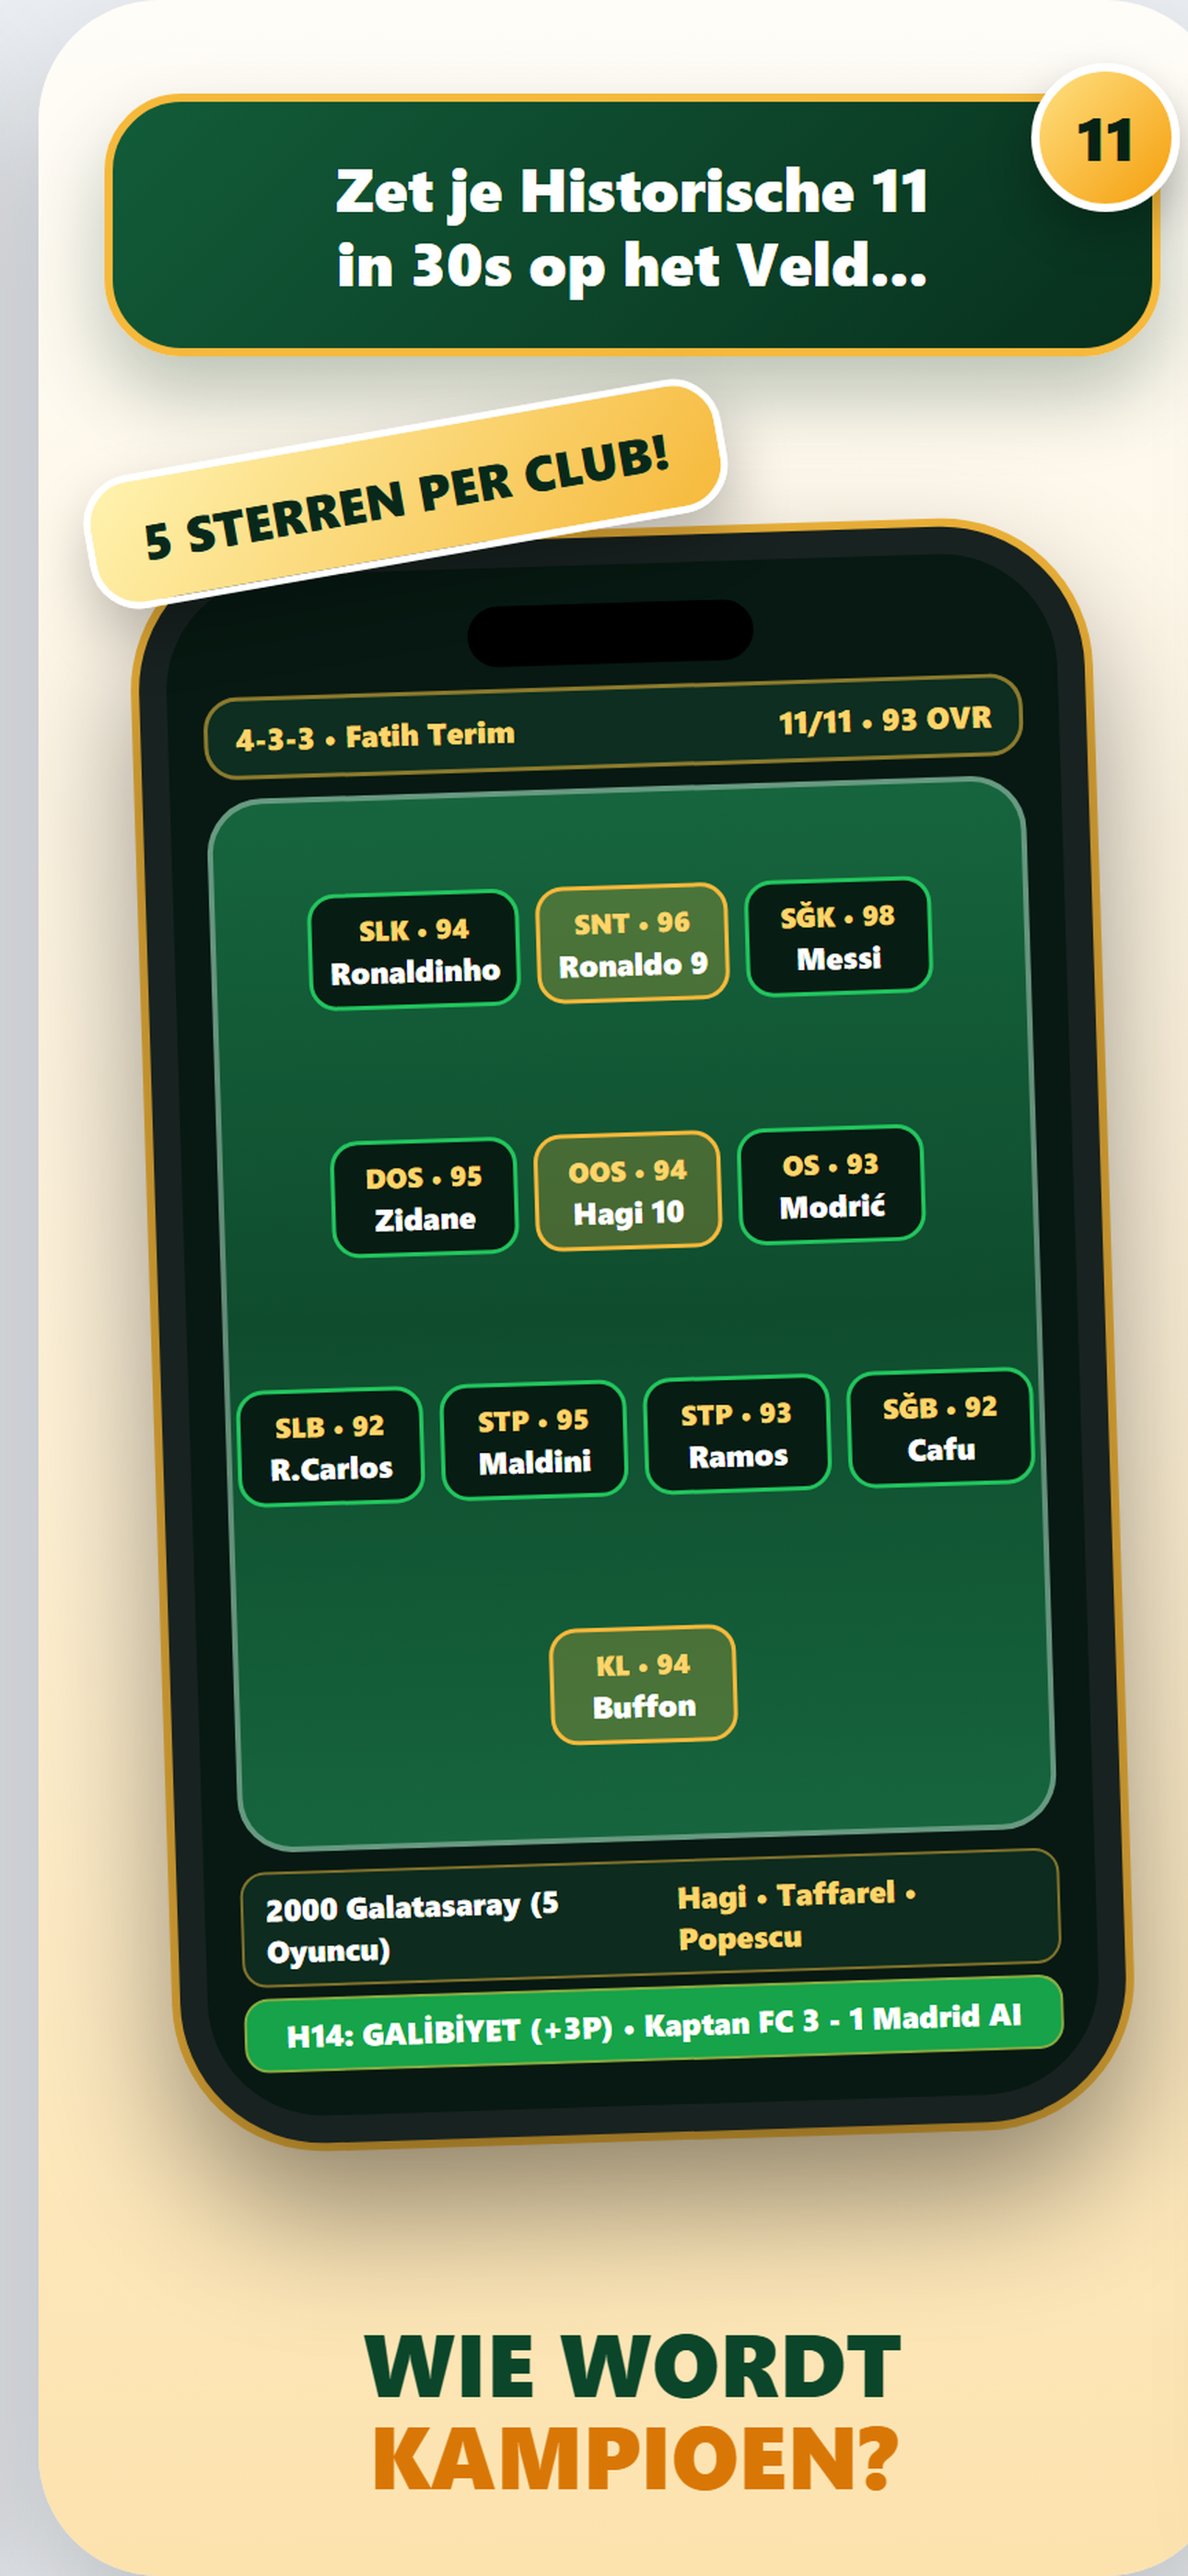 11
Zet je Historische 11
in 30s op het Veld...
5 STERREN PER CLUB!
4-3-3 • Fatih Terim
11/11 • 93 OVR
SLK • 94
Ronaldinho
SNT • 96
Ronaldo 9
SĞK • 98
Messi
DOS • 95
Zidane
OOS • 94
Hagi 10
OS • 93
Modrić
SLB • 92
R.Carlos
STP • 95
Maldini
STP • 93
Ramos
SĞB • 92
Cafu
KL • 94
Buffon
2000 Galatasaray (5
Oyuncu)
Hagi • Taffarel •
Popescu
H14: GALİBİYET (+3P) • Kaptan FC 3 - 1 Madrid AI
WIE WORDT
KAMPIOEN?